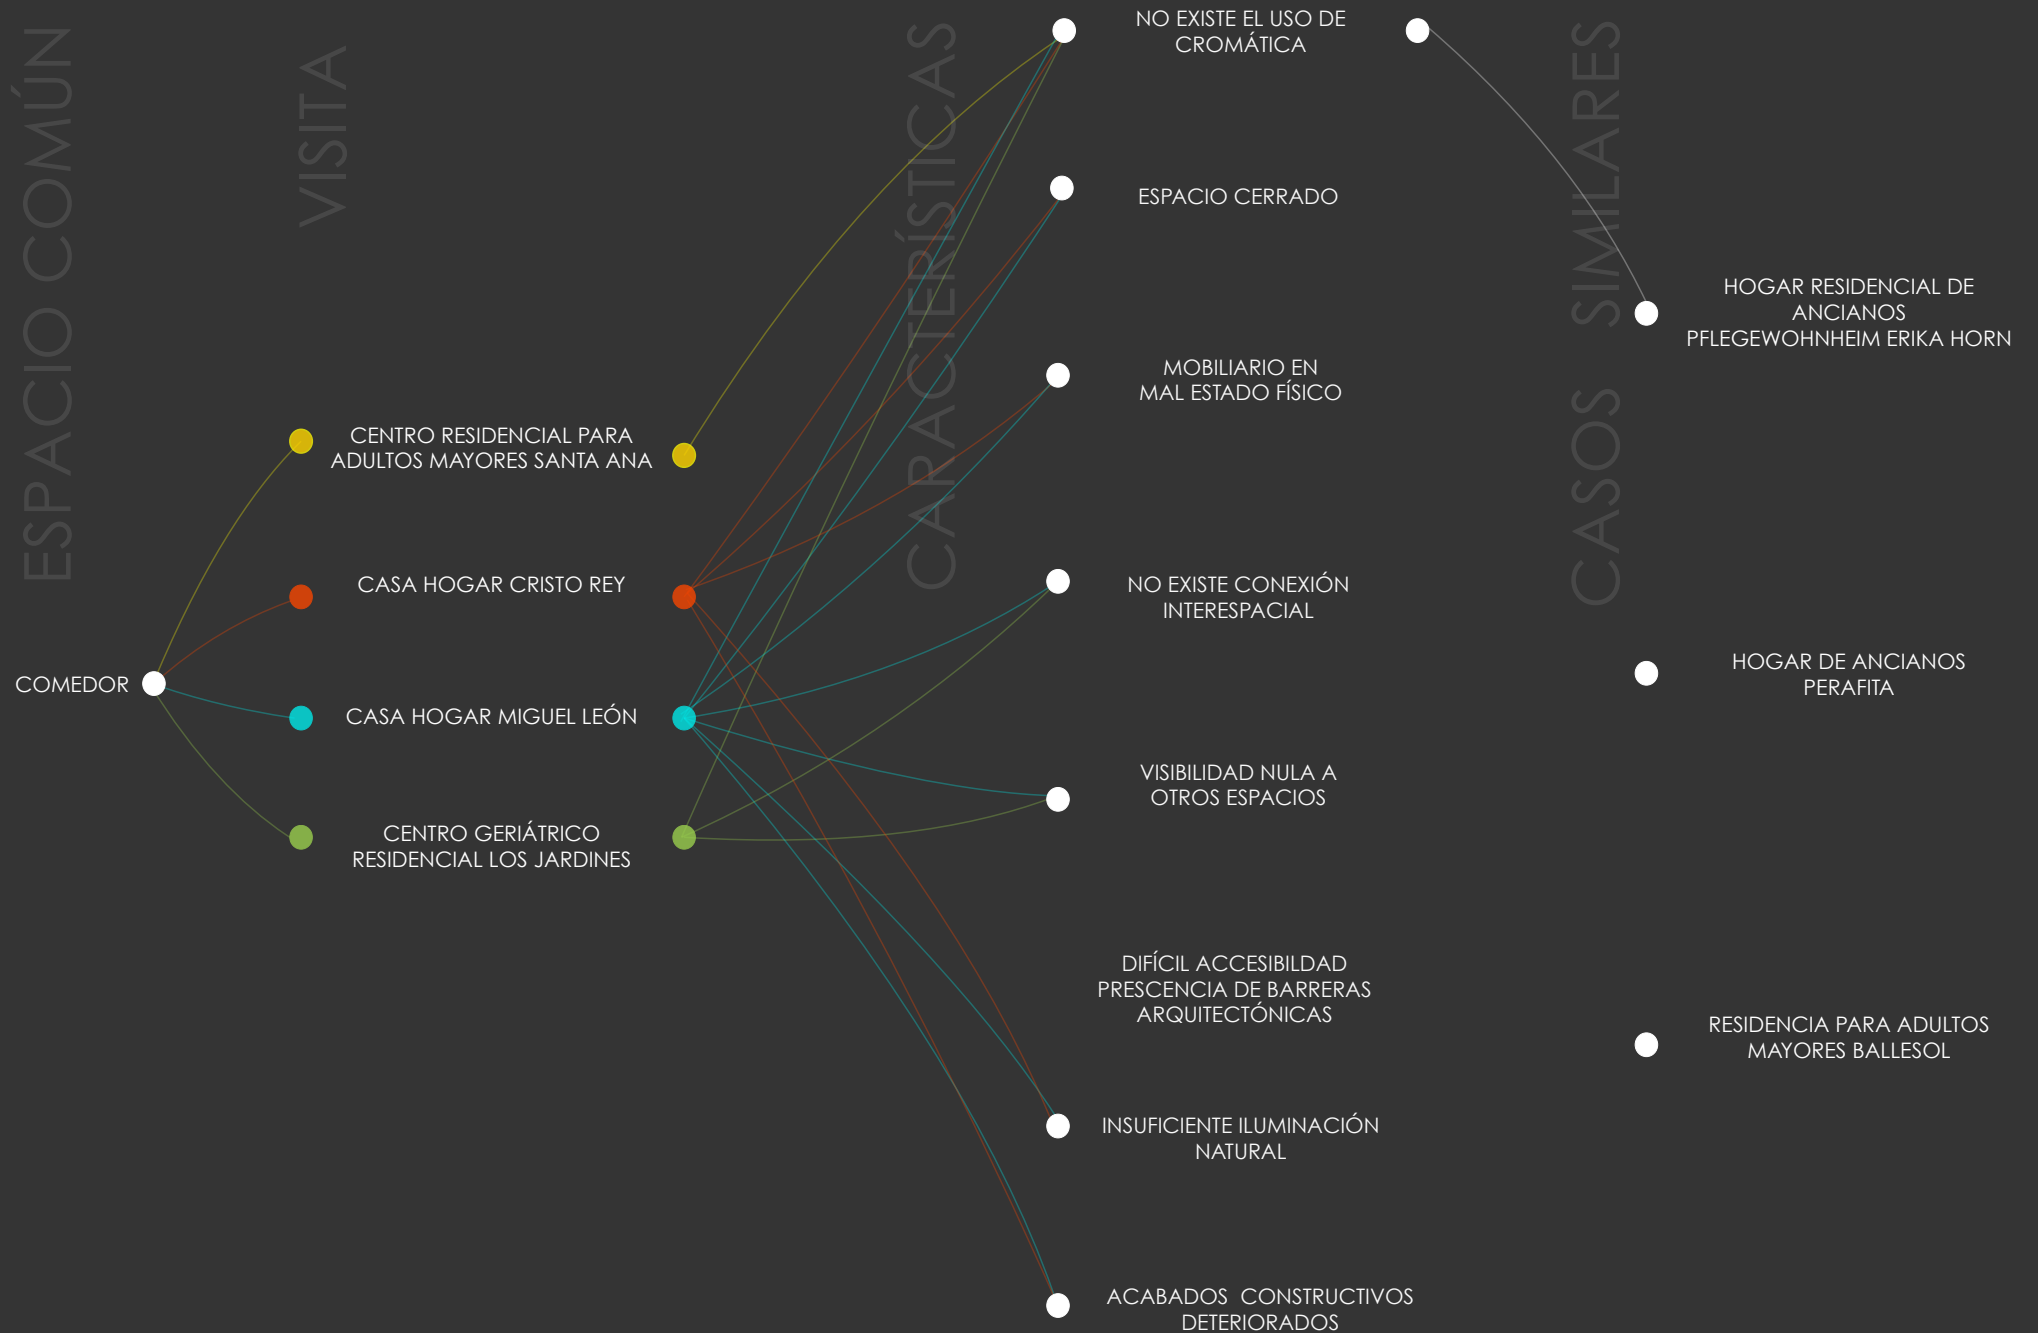 ESPACIO COMÚN
VISITA
CARACTERÍSTICAS
CASOS SIMILARES
COMEDOR
CENTRO RESIDENCIAL PARA
ADULTOS MAYORES SANTA ANA
CASA HOGAR CRISTO REY
CASA HOGAR MIGUEL LEÓN
CENTRO GERIÁTRICO
RESIDENCIAL LOS JARDINES
NO EXISTE EL USO DE
CROMÁTICA
ESPACIO CERRADO
MOBILIARIO EN
MAL ESTADO FÍSICO
NO EXISTE CONEXIÓN
INTERESPACIAL
VISIBILIDAD NULA A
OTROS ESPACIOS
DIFÍCIL ACCESIBILDAD
PRESCENCIA DE BARRERAS
ARQUITECTÓNICAS
INSUFICIENTE ILUMINACIÓN
NATURAL
ACABADOS CONSTRUCTIVOS
DETERIORADOS
HOGAR RESIDENCIAL DE
ANCIANOS
PFLEGEWOHNHEIM ERIKA HORN
HOGAR DE ANCIANOS
PERAFITA
RESIDENCIA PARA ADULTOS
MAYORES BALLESOL